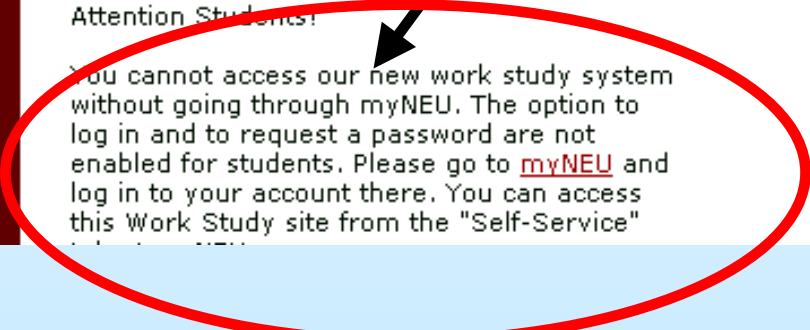 Attention Students!
You cannot access our new work study system
without going through myNEU. The option to
log in and to request a password are not
enabled for students. Please go to myNEU and
log in to your account there. You can access
this Work Study site from the "Self-Service"